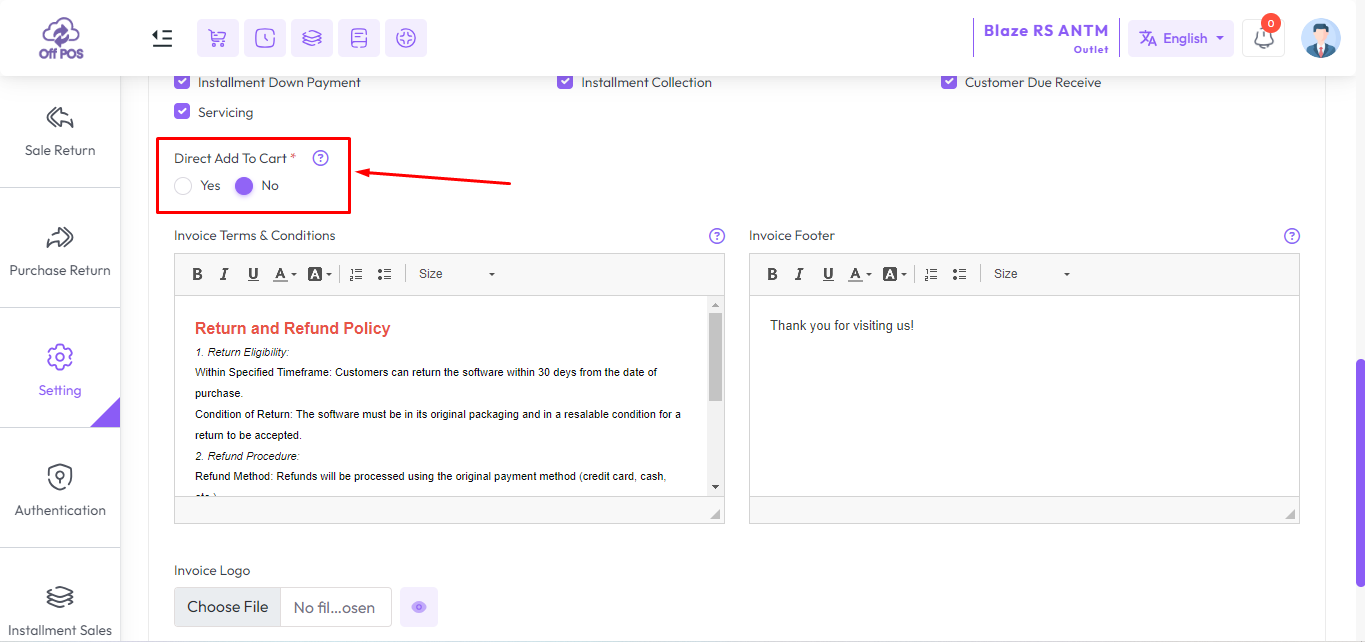 Off POS
Blaze RS ANTM
Outlet
English
0
Installment Down Payment
Installment Collection
Customer Due Receive
Servicing
Sale Return
Purchase Return
Setting
Authentication
Installment Sales
Direct Add To Cart * ?
Yes No
Invoice Terms & Conditions ?
B I U A A Size
Return and Refund Policy
1. Return Eligibility:
Within Specified Timeframe: Customers can return the software within 30 deys from the date of
purchase.
Condition of Return: The software must be in its original packaging and in a resalable condition for a
return to be accepted.
2. Refund Procedure:
Refund Method: Refunds will be processed using the original payment method (credit card, cash,
etc.)
Invoice Footer ?
B I U A A Size
Thank you for visiting us!
Invoice Logo
Choose File No fil...osen